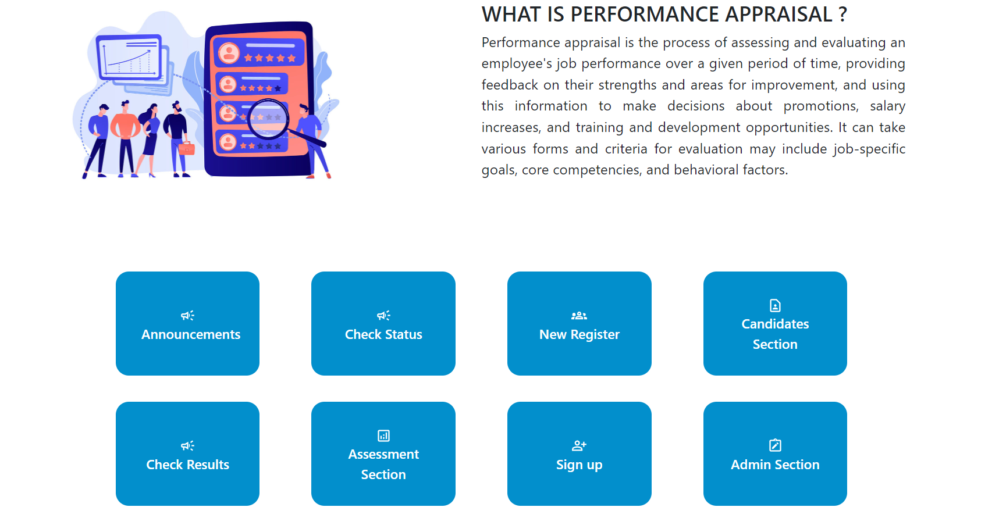 WHAT IS PERFORMANCE APPRAISAL ?
Performance appraisal is the process of assessing and evaluating an
employee's job performance over a given period of time, providing
feedback on their strengths and areas for improvement, and using
this information to make decisions about promotions, salary
increases, and training and development opportunities. It can take
various forms and criteria for evaluation may include job-specific
goals, core competencies, and behavioral factors.
Announcements
Check Status
New Register
Candidates
Section
Check Results
Assessment
Section
Sign up
Admin Section